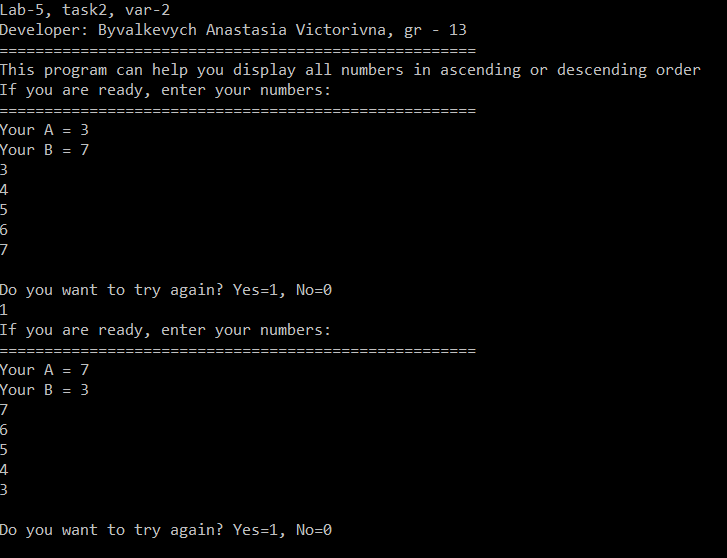 Lab-5, task2, var-2
Developer: Byvalkevych Anastasia Victorivna, gr - 13
=====================================================
This program can help you display all numbers in ascending or descending order
If you are ready, enter your numbers:
=====================================================
Your A = 3
Your B = 7
3
4
5
6
7
Do you want to try again? Yes=1, No=0
1
If you are ready, enter your numbers:
=====================================================
Your A = 7
Your B = 3
7
6
5
4
3
Do you want to try again? Yes=1, No=0